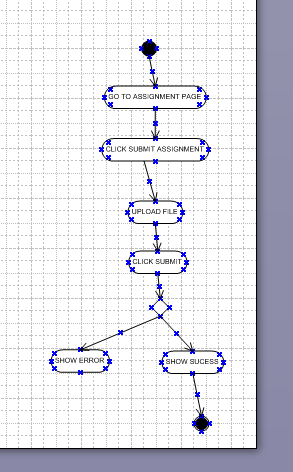 GO TO ASSIGNMENT PAGE
CLICK SUBMIT ASSIGNMENT
UPLOAD FILE
CLICK SUBMIT
SHOW ERROR
SHOW SUCESS